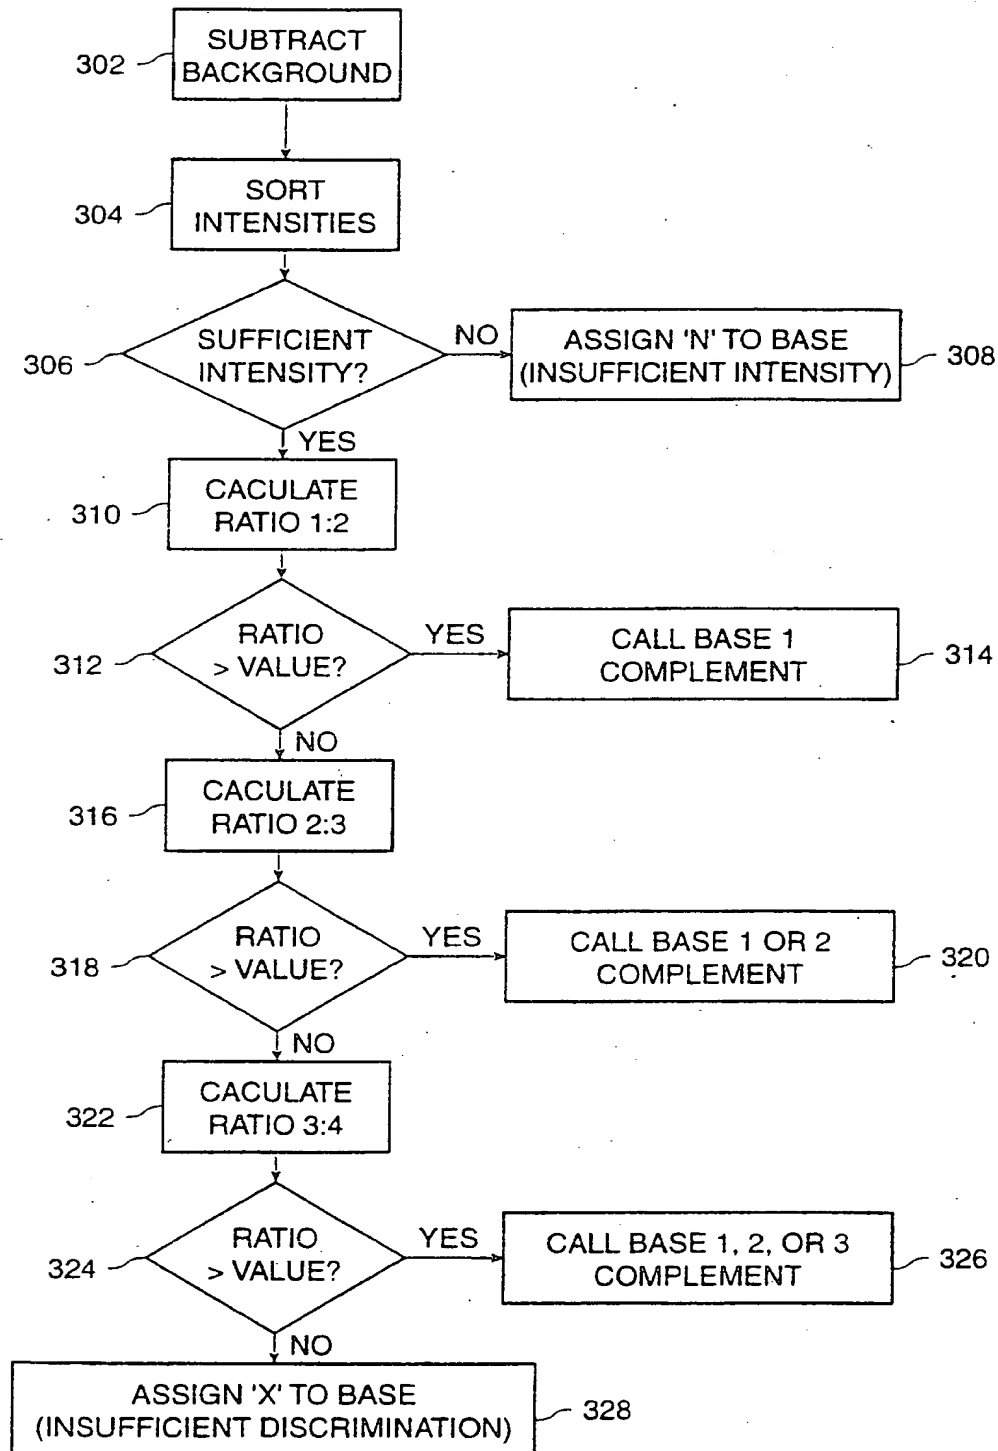 SUBTRACT
BACKGROUND
302
SORT
INTENSITIES
304
SUFFICIENT
INTENSITY?
306
NO
ASSIGN 'N' TO BASE
(INSUFFICIENT INTENSITY)
308
YES
CACULATE
RATIO 1:2
310
RATIO
> VALUE?
312
YES
CALL BASE 1
COMPLEMENT
314
NO
CACULATE
RATIO 2:3
316
RATIO
> VALUE?
318
YES
CALL BASE 1 OR 2
COMPLEMENT
320
NO
CACULATE
RATIO 3:4
322
RATIO
> VALUE?
324
YES
CALL BASE 1, 2, OR 3
COMPLEMENT
326
NO
ASSIGN 'X' TO BASE
(INSUFFICIENT DISCRIMINATION)
328